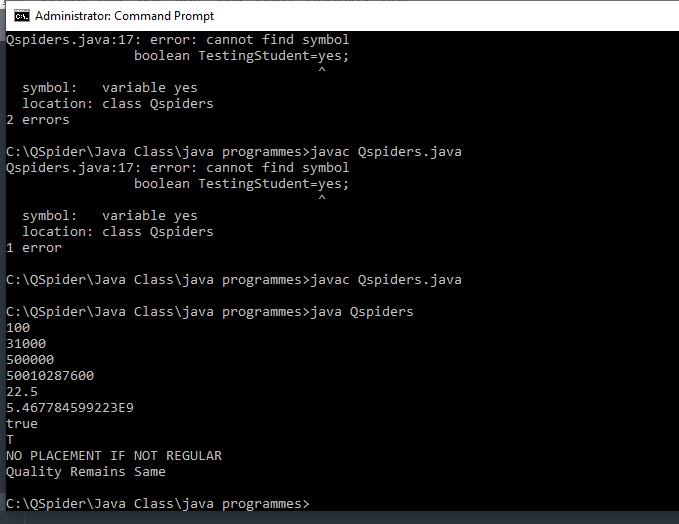 Administrator: Command Prompt
Qspiders.java:17: error: cannot find symbol
                boolean TestingStudent=yes;
                                       ^
  symbol:   variable yes
  location: class Qspiders
2 errors

C:\QSpider\Java Class\java programmes>javac Qspiders.java
Qspiders.java:17: error: cannot find symbol
                boolean TestingStudent=yes;
                                       ^
  symbol:   variable yes
  location: class Qspiders
1 error

C:\QSpider\Java Class\java programmes>javac Qspiders.java

C:\QSpider\Java Class\java programmes>java Qspiders
100
31000
500000
50010287600
22.5
5.467784599223E9
true
T
NO PLACEMENT IF NOT REGULAR
Quality Remains Same

C:\QSpider\Java Class\java programmes>